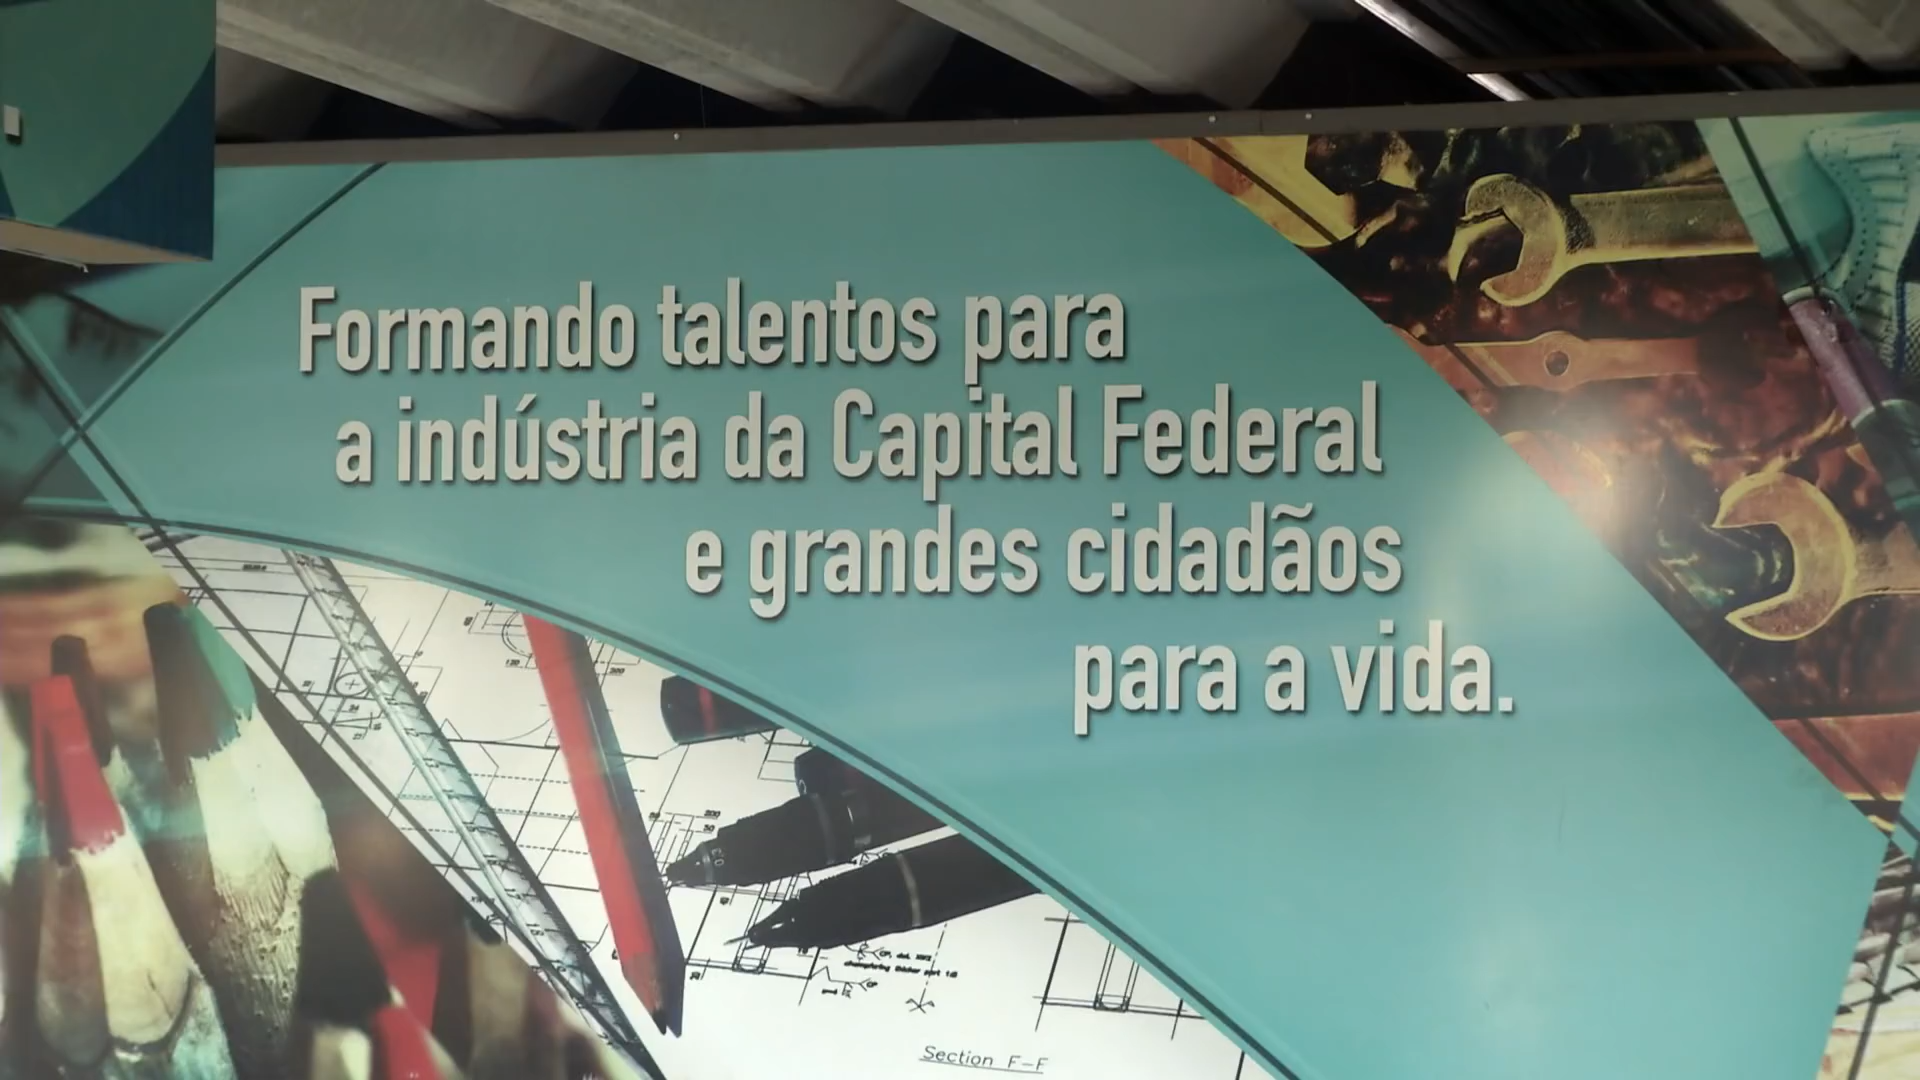 Formando talentos para
a indústria da Capital Federal
e grandes cidadãos
para a vida.
Section F-F